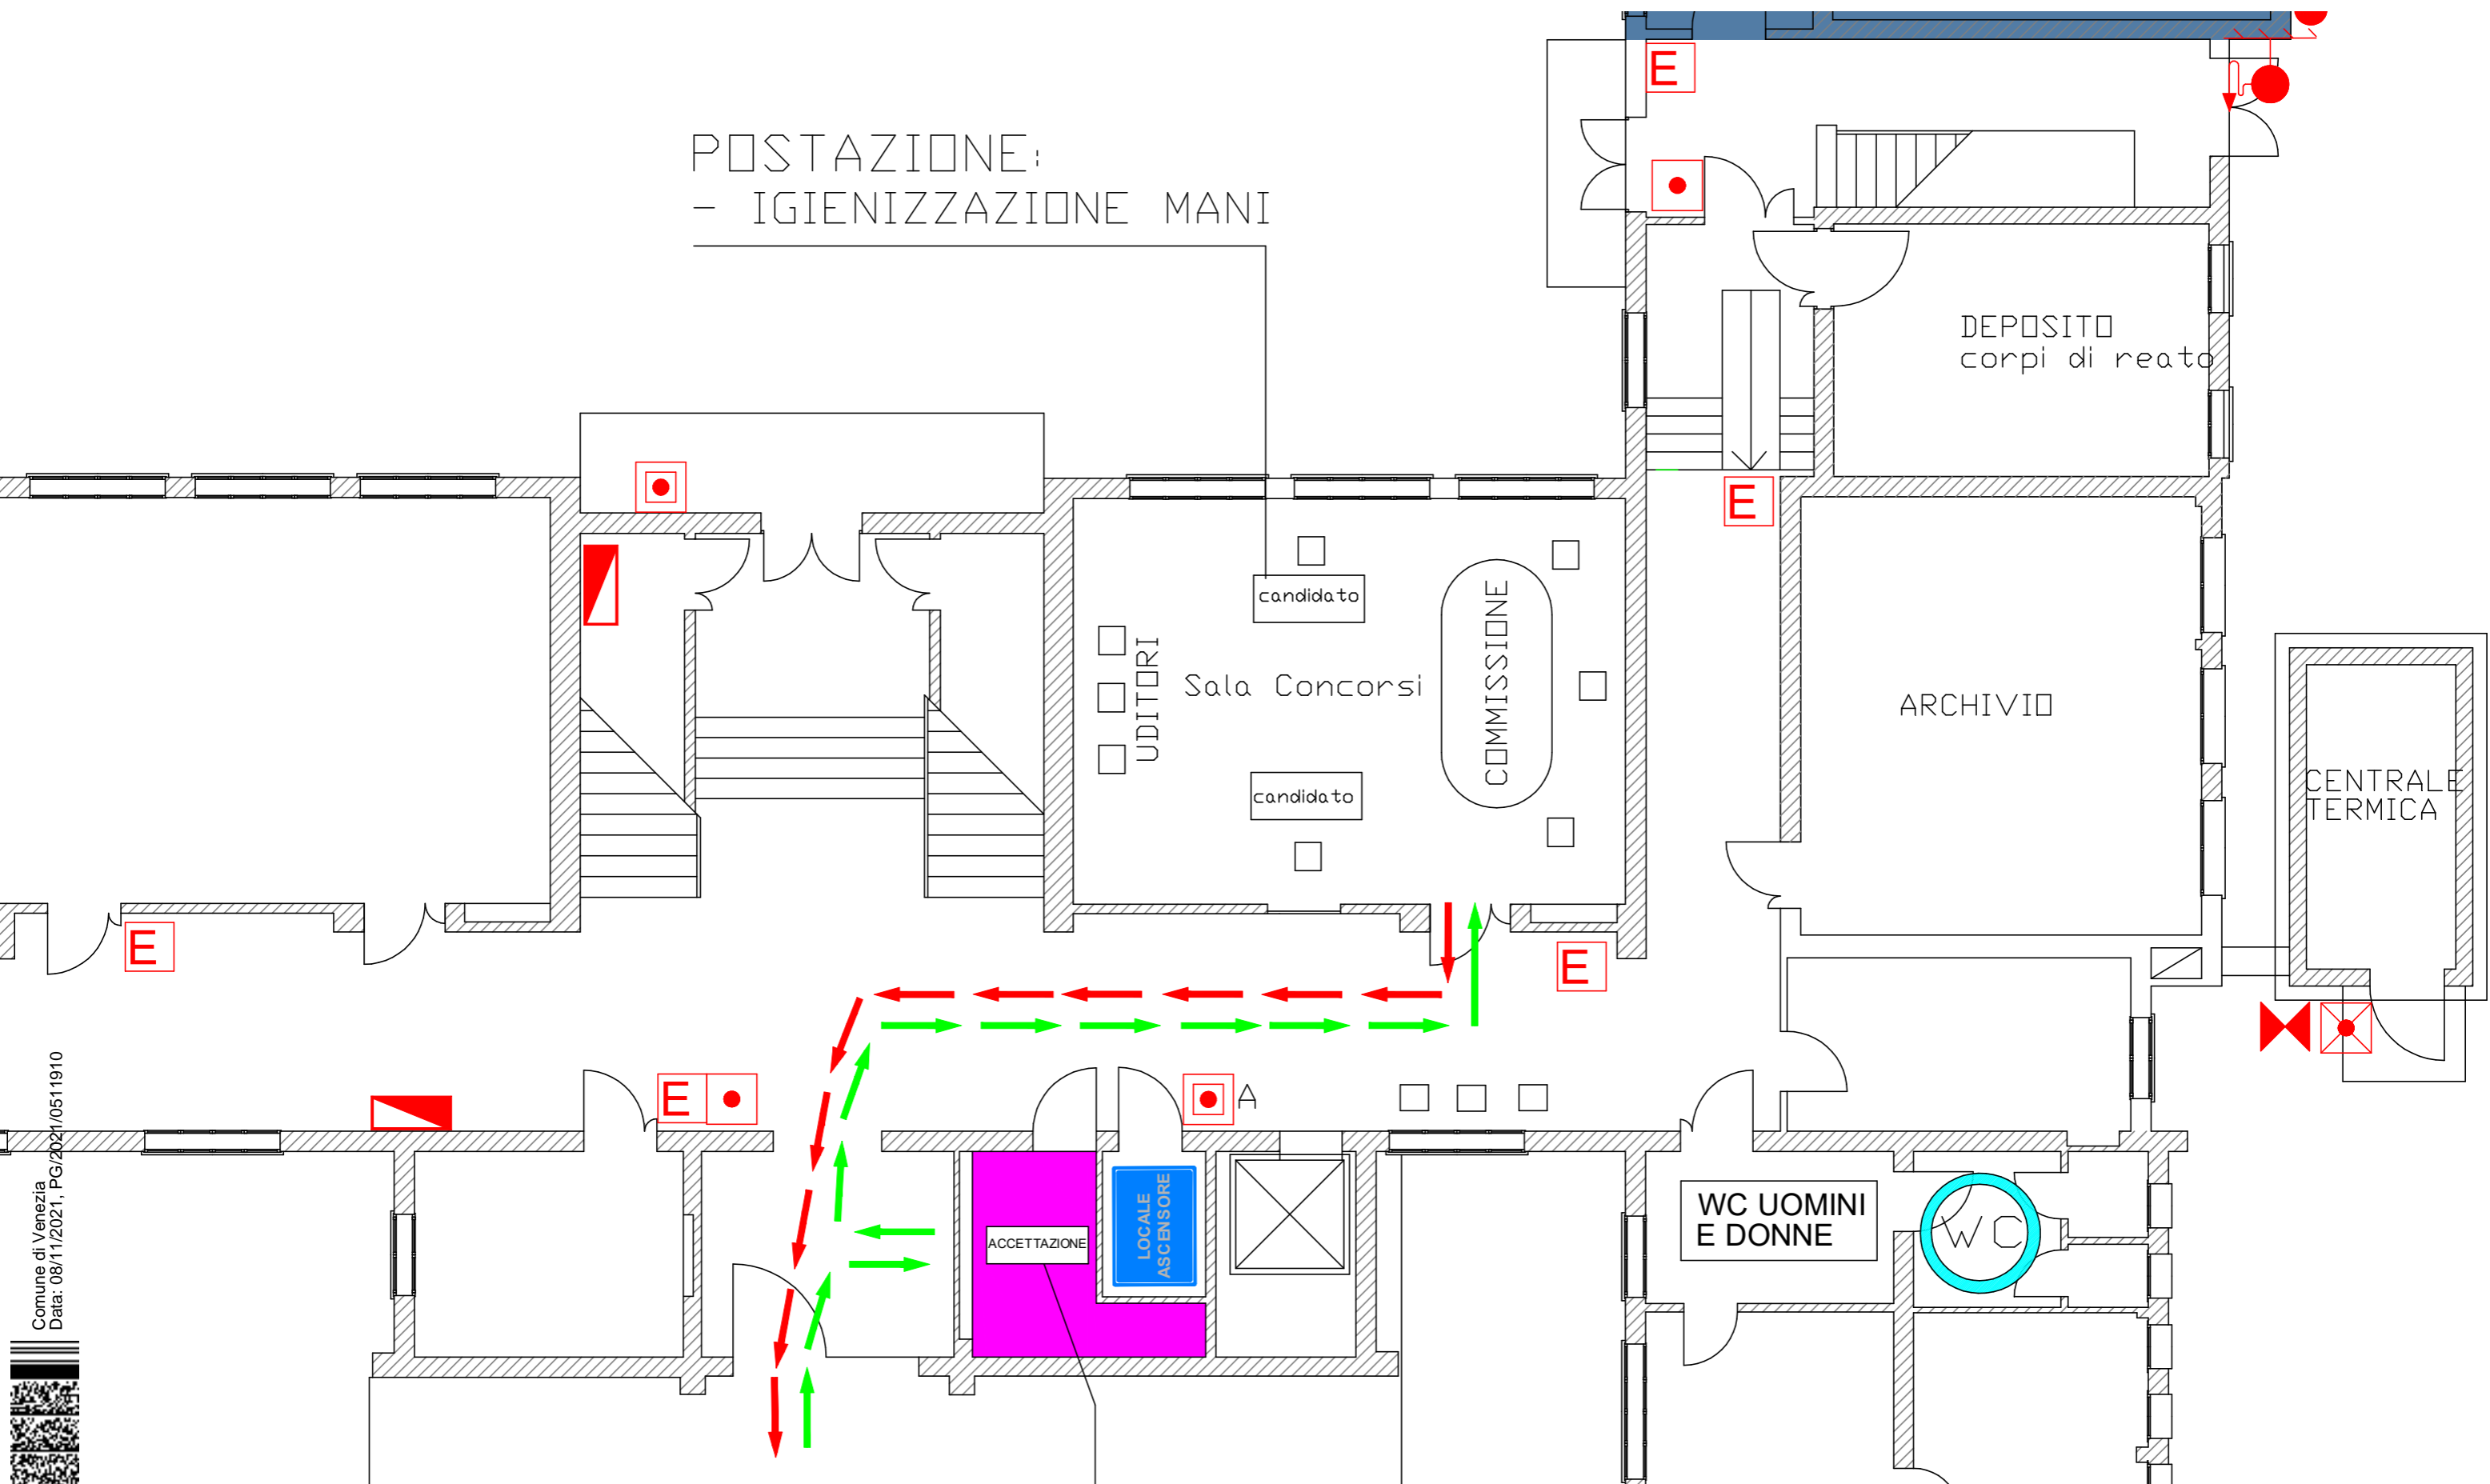 E
POSTAZIONE:
- IGIENIZZAZIONE MANI
DEPOSITO
corpi di reato
E
candidato
COMMISSIONE
UDITORI
Sala Concorsi
ARCHIVIO
candidato
CENTRALE
TERMICA
E
E
E
A
Comune di Venezia
Data: 08/11/2021, PG/2021/0511910
LOCALE
ASCENSORE
ACCETTAZIONE
WC UOMINI
E DONNE
WC